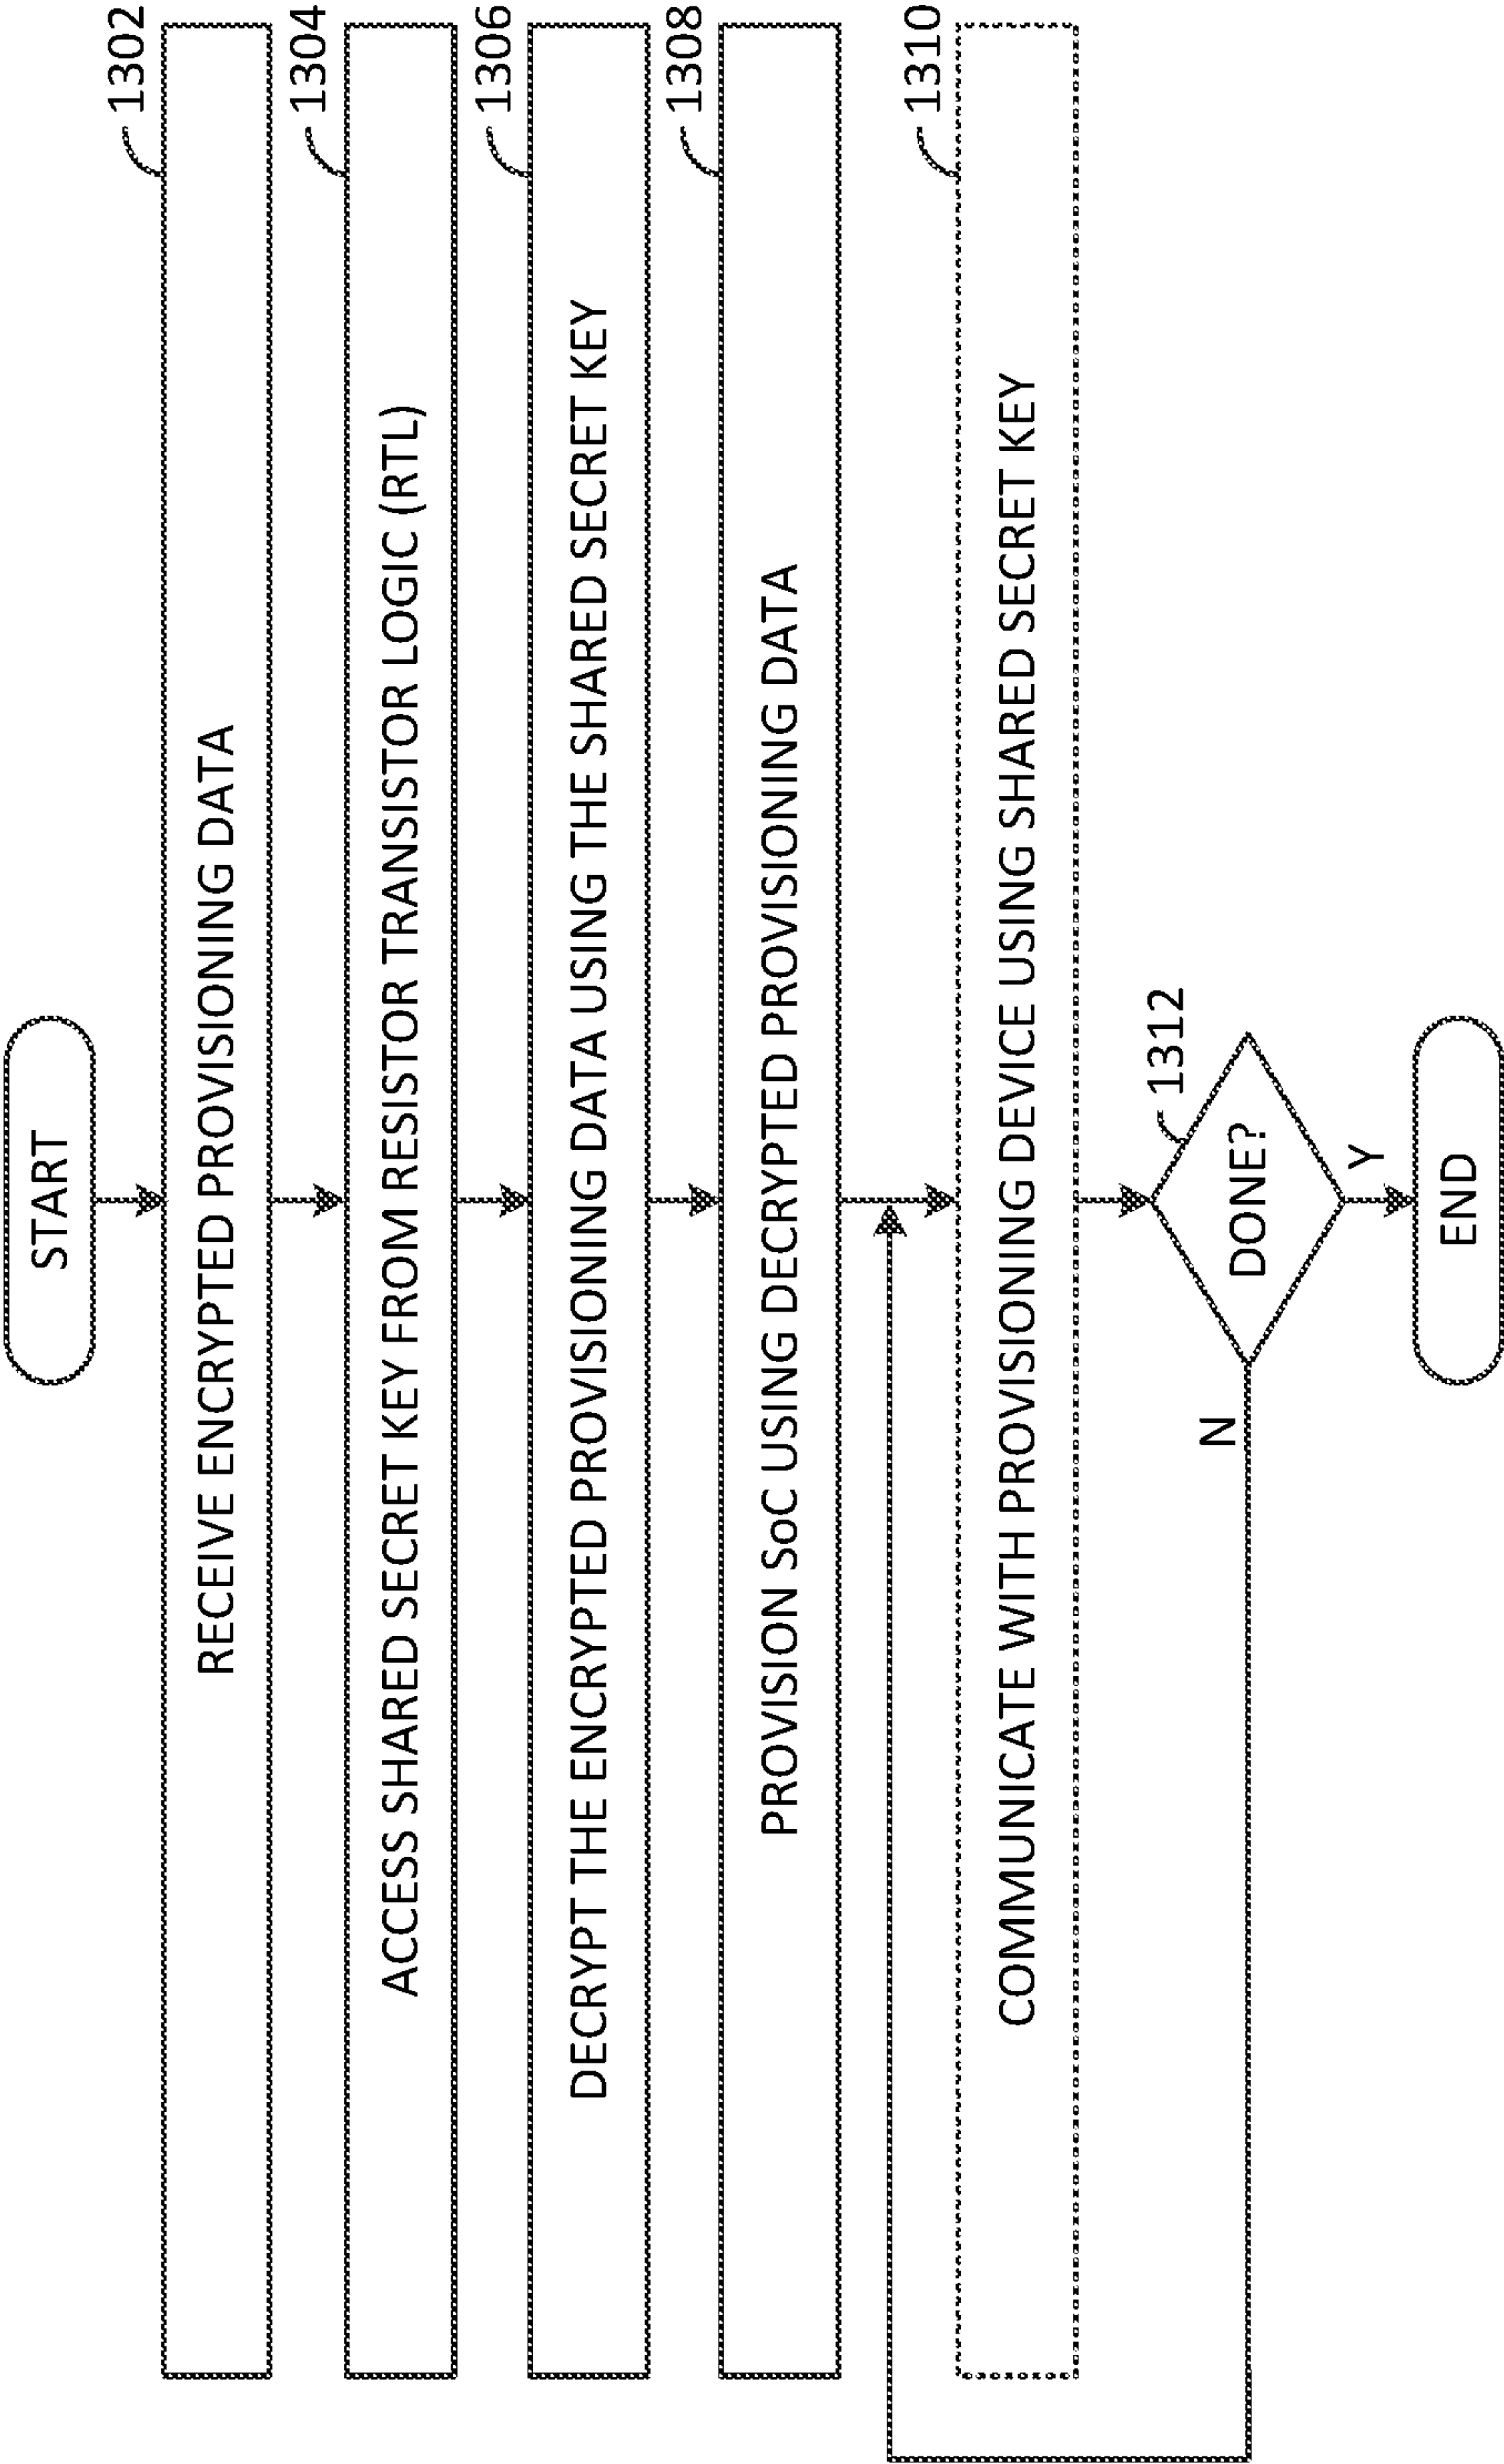 START
1302
RECEIVE ENCRYPTED PROVISIONING DATA
1304
ACCESS SHARED SECRET KEY FROM RESISTOR TRANSISTOR LOGIC (RTL)
1306
DECRYPT THE ENCRYPTED PROVISIONING DATA USING THE SHARED SECRET KEY
1308
PROVISION SoC USING DECRYPTED PROVISIONING DATA
1310
COMMUNICATE WITH PROVISIONING DEVICE USING SHARED SECRET KEY
1312
DONE?
N
Y
END